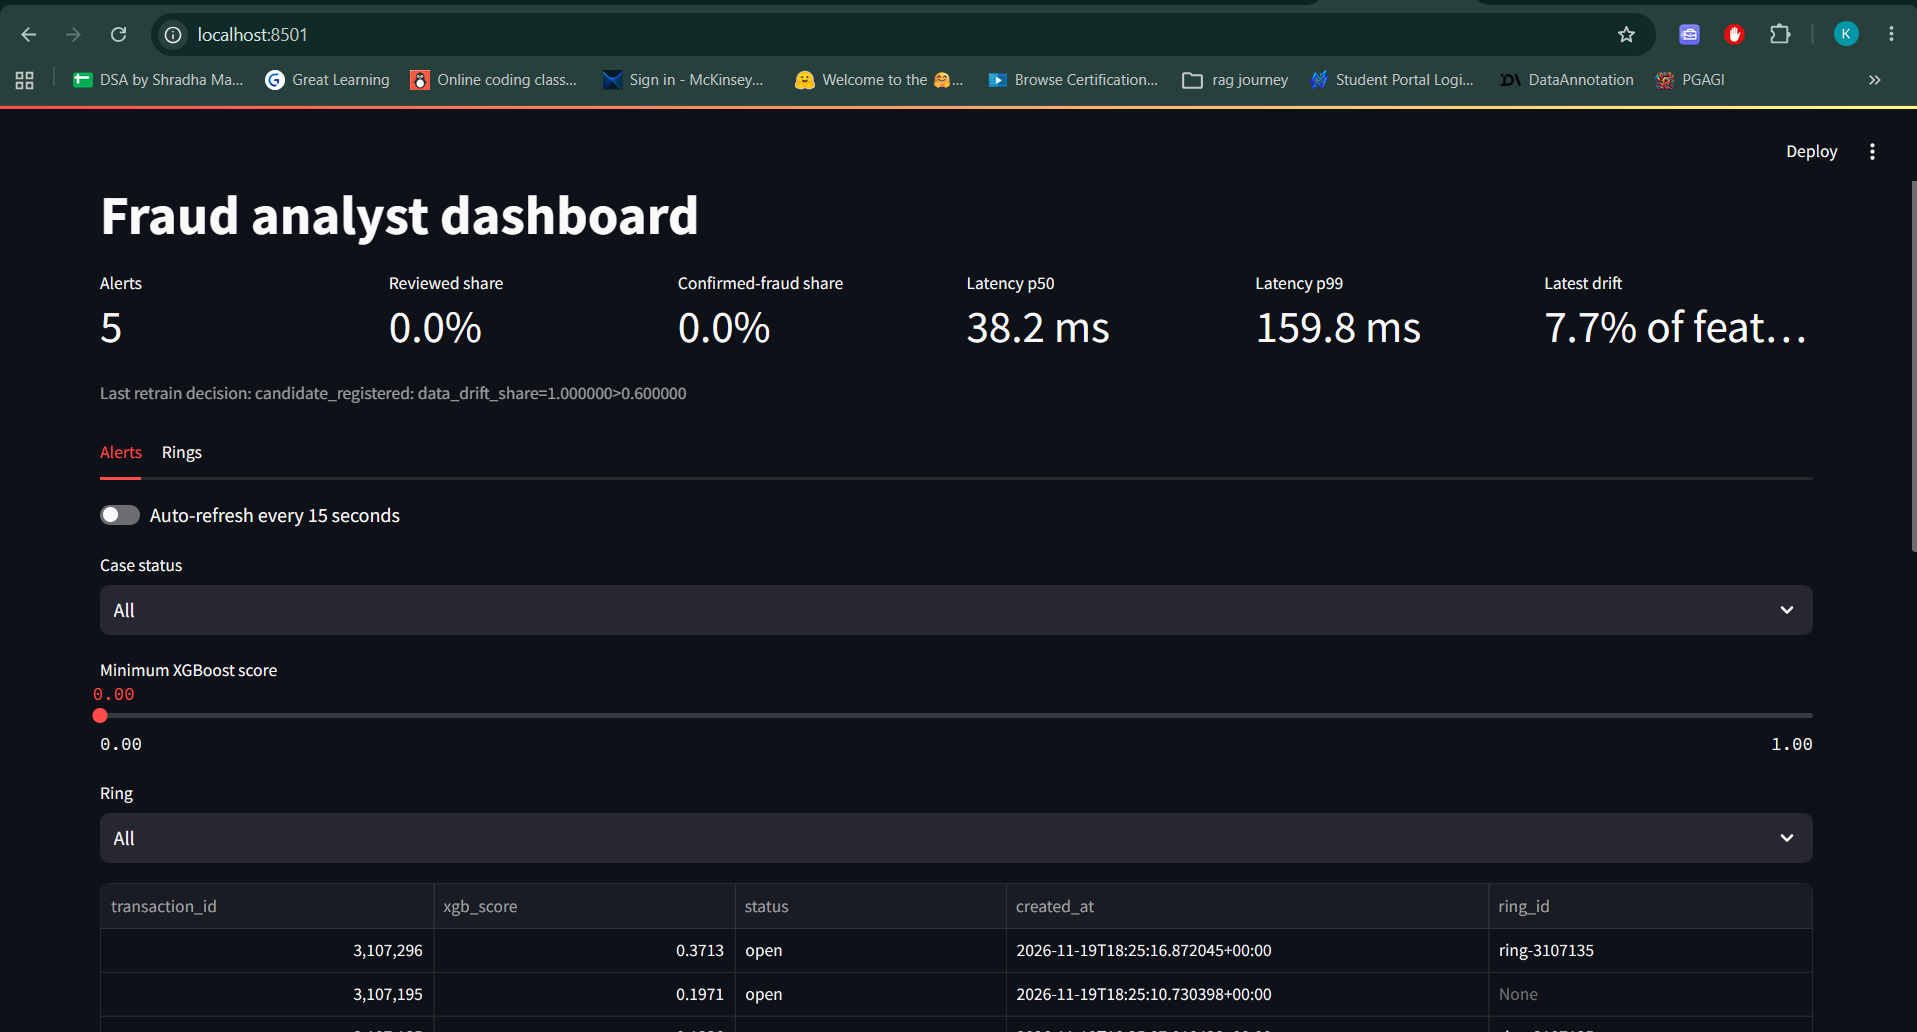 localhost:8501
K
DSA by Shradha Ma...
Great Learning
Online coding class...
Sign in - McKinsey...
Welcome to the 🤗...
Browse Certification...
rag journey
Student Portal Logi...
DataAnnotation
PGAGI
Deploy
Fraud analyst dashboard
Alerts
5
Reviewed share
0.0%
Confirmed-fraud share
0.0%
Latency p50
38.2 ms
Latency p99
159.8 ms
Latest drift
7.7% of feat...
Last retrain decision: candidate_registered: data_drift_share=1.000000>0.600000
Alerts Rings
Auto-refresh every 15 seconds
Case status
All
Minimum XGBoost score
0.00
0.00 1.00
Ring
All
transaction_id xgb_score status created_at ring_id
3,107,296 0.3713 open 2026-11-19T18:25:16.872045+00:00 ring-3107135
3,107,195 0.1971 open 2026-11-19T18:25:10.730398+00:00 None